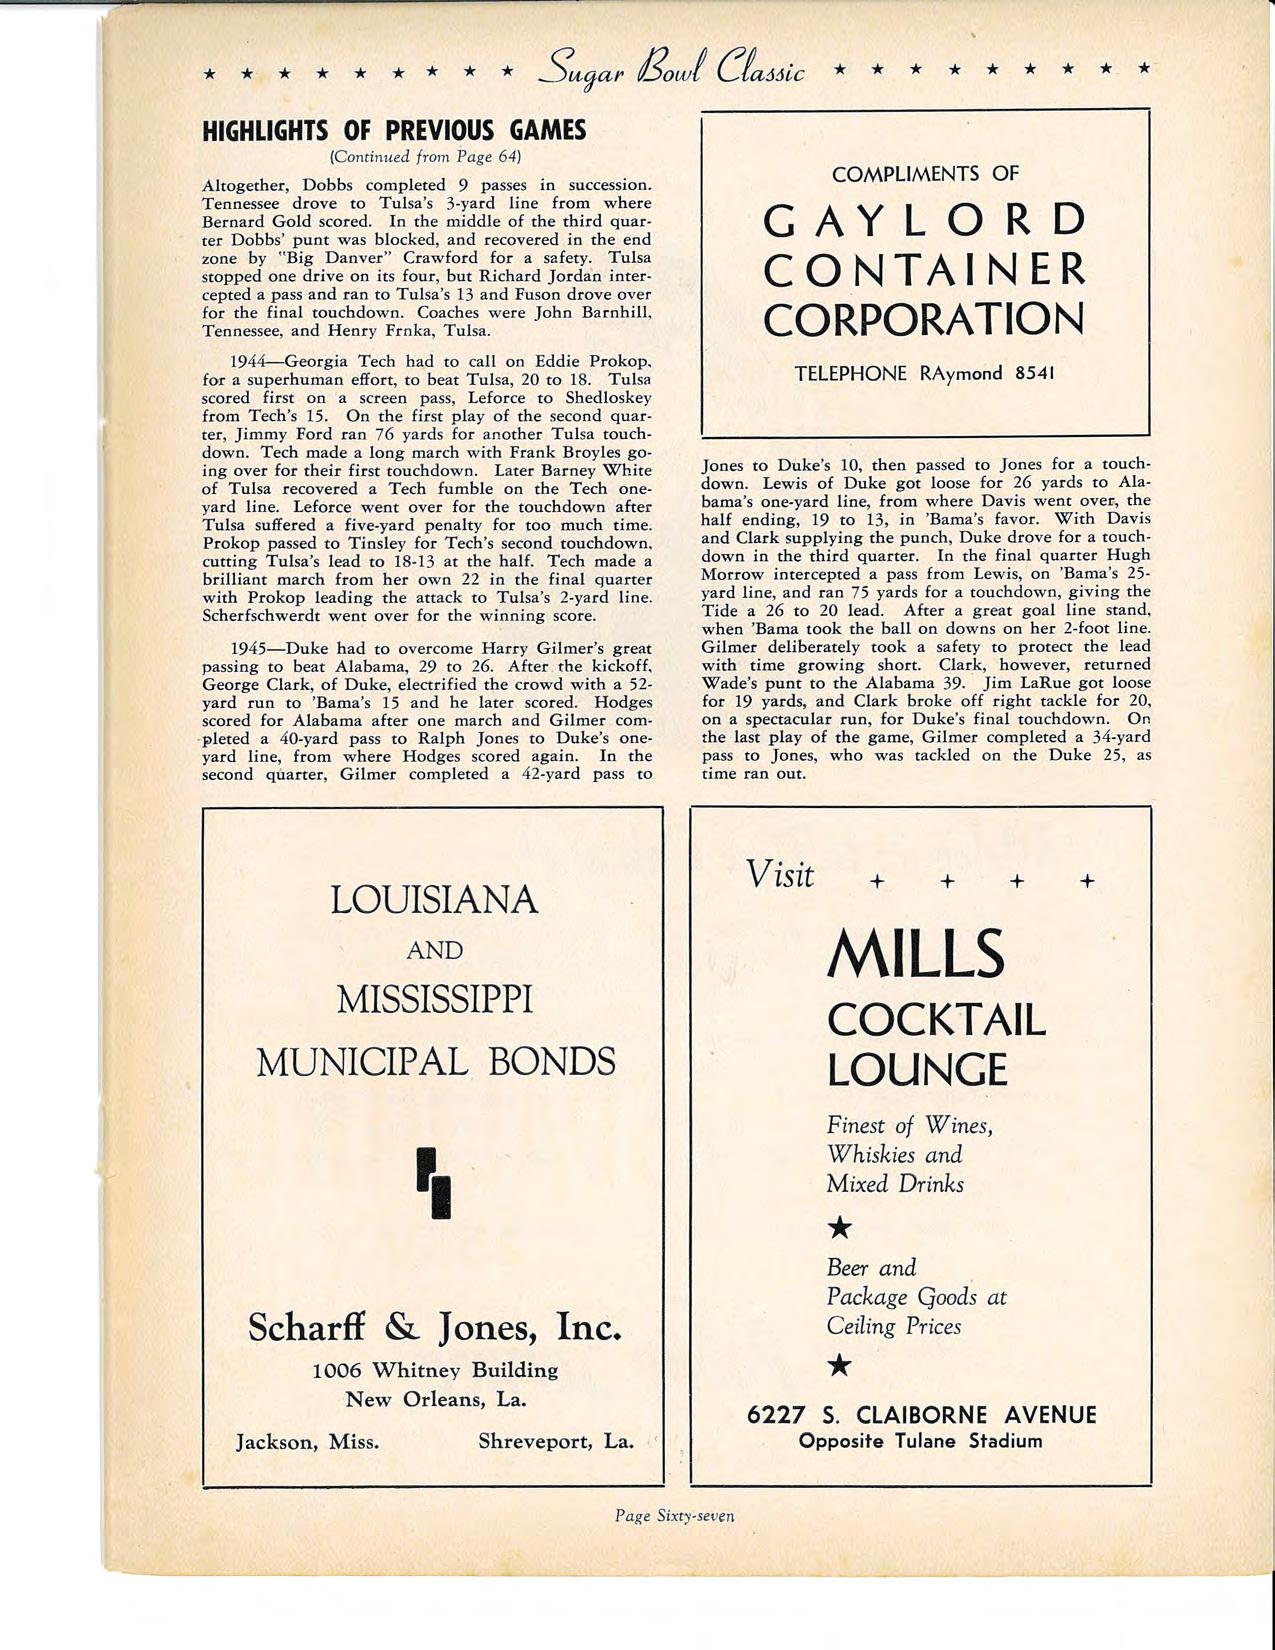 Sugar Bowl Classic
HIGHLIGHTS OF PREVIOUS GAMES
(Continued from Page 64)
Altogether, Dobbs completed 9 passes in succession.
Tennessee drove to Tulsa's 3-yard line from where
Bernard Gold scored. In the middle of the third quar-
ter Dobbs' punt was blocked, and recovered in the end
zone by "Big Danver" Crawford for a safety. Tulsa
stopped one drive on its four, but Richard Jordan inter-
cepted a pass and ran to Tulsa's 13 and Fuson drove over
for the final touchdown. Coaches were John Barnhill,
Tennessee, and Henry Frnka, Tulsa.
1944—Georgia Tech had to call on Eddie Prokop,
for a superhuman effort, to beat Tulsa, 20 to 18. Tulsa
scored first on a screen pass, Leforce to Shedloskey
from Tech's 15. On the first play of the second quar-
ter, Jimmy Ford ran 76 yards for another Tulsa touch-
down. Tech made a long march with Frank Broyles go-
ing over for their first touchdown. Later Barney White
of Tulsa recovered a Tech fumble on the Tech one-
yard line. Leforce went over for the touchdown after
Tulsa suffered a five-yard penalty for too much time.
Prokop passed to Tinsley for Tech's second touchdown,
cutting Tulsa's lead to 18-13 at the half. Tech made a
brilliant march from her own 22 in the final quarter
with Prokop leading the attack to Tulsa's 2-yard line.
Scherfschwerdt went over for the winning score.
1945—Duke had to overcome Harry Gilmer's great
passing to beat Alabama, 29 to 26. After the kickoff,
George Clark, of Duke, electrified the crowd with a 52-
yard run to 'Bama's 15 and he later scored. Hodges
scored for Alabama after one march and Gilmer com-
pleted a 40-yard pass to Ralph Jones to Duke's one-
yard line, from where Hodges scored again. In the
second quarter, Gilmer completed a 42-yard pass to
COMPLIMENTS OF
GAYLORD
CONTAINER
CORPORATION
TELEPHONE RAymond 8541
Jones to Duke's 10, then passed to Jones for a touch-
down. Lewis of Duke got loose for 26 yards to Ala-
bama's one-yard line, from where Davis went over, the
half ending, 19 to 13, in 'Bama's favor. With Davis
and Clark supplying the punch, Duke drove for a touch-
down in the third quarter. In the final quarter Hugh
Morrow intercepted a pass from Lewis, on 'Bama's 25-
yard line, and ran 75 yards for a touchdown, giving the
Tide a 26 to 20 lead. After a great goal line stand,
when 'Bama took the ball on downs on her 2-foot line.
Gilmer deliberately took a safety to protect the lead
with time growing short. Clark, however, returned
Wade's punt to the Alabama 39. Jim LaRue got loose
for 19 yards, and Clark broke off right tackle for 20,
on a spectacular run, for Duke's final touchdown. On
the last play of the game, Gilmer completed a 34-yard
pass to Jones, who was tackled on the Duke 25, as
time ran out.
LOUISIANA
AND
MISSISSIPPI
MUNICIPAL BONDS
Scharff & Jones, Inc.
1006 Whitney Building
New Orleans, La.
Jackson, Miss. Shreveport, La.
Visit
MILLS
COCKTAIL
LOUNGE
Finest of Wines,
Whiskies and
Mixed Drinks
Beer and
Package Goods at
Ceiling Prices
6227 S. CLAIBORNE AVENUE
Opposite Tulane Stadium
Page Sixty-seven